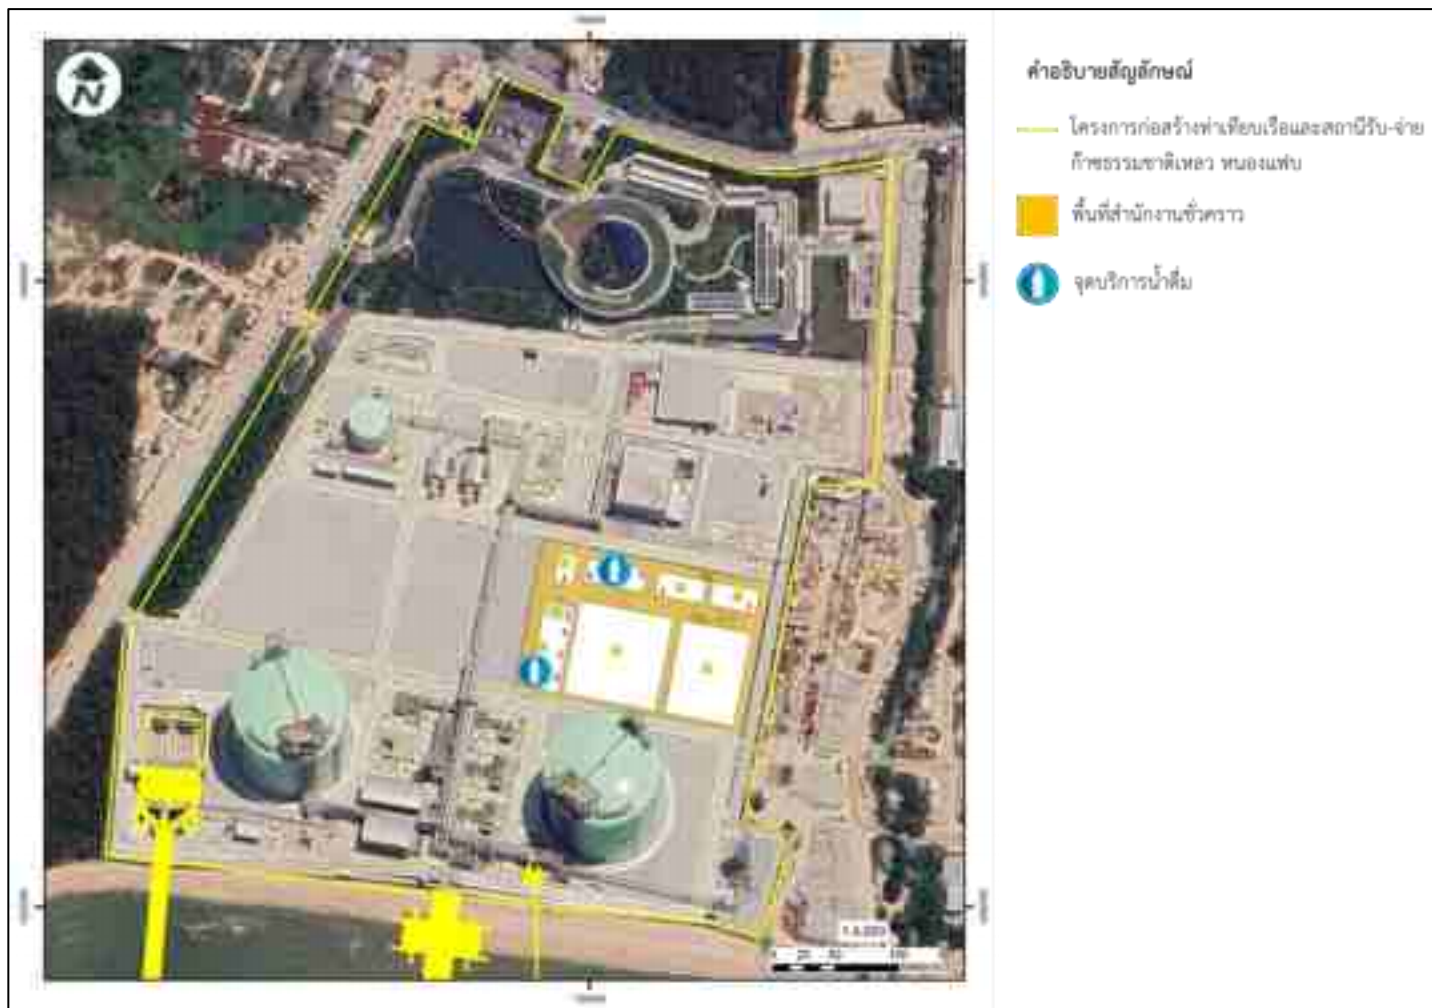 N
คำอธิบายสัญลักษณ์
โครงการก่อสร้างท่าเทียบเรือและสถานีรับ-จ่าย
ก๊าซธรรมชาติเหลว หนองแฟบ
พื้นที่สำนักงานชั่วคราว
จุดบริการน้ำดื่ม